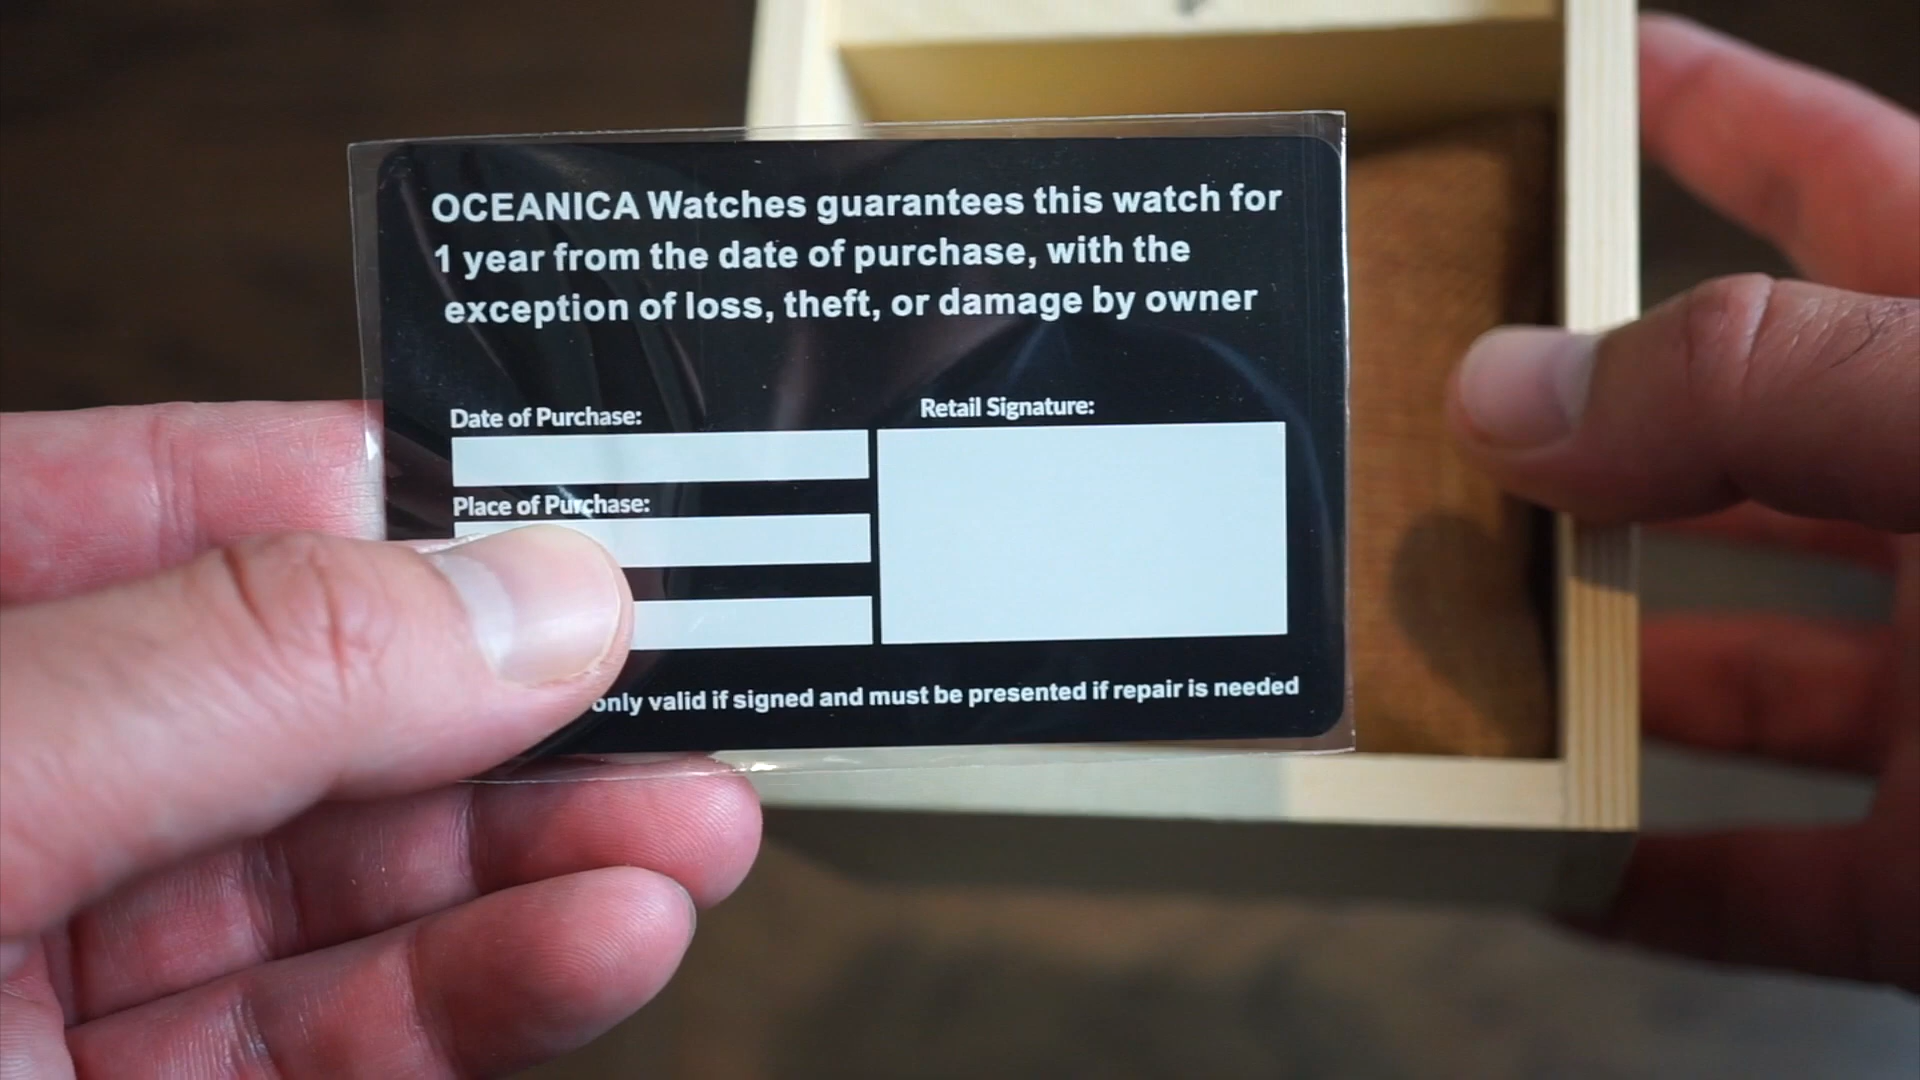 OCEANICA Watches guarantees this watch for
1 year from the date of purchase, with the
exception of loss, theft, or damage by owner
Date of Purchase:
Retail Signature:
Place of Purchase:
only valid if signed and must be presented if repair is needed